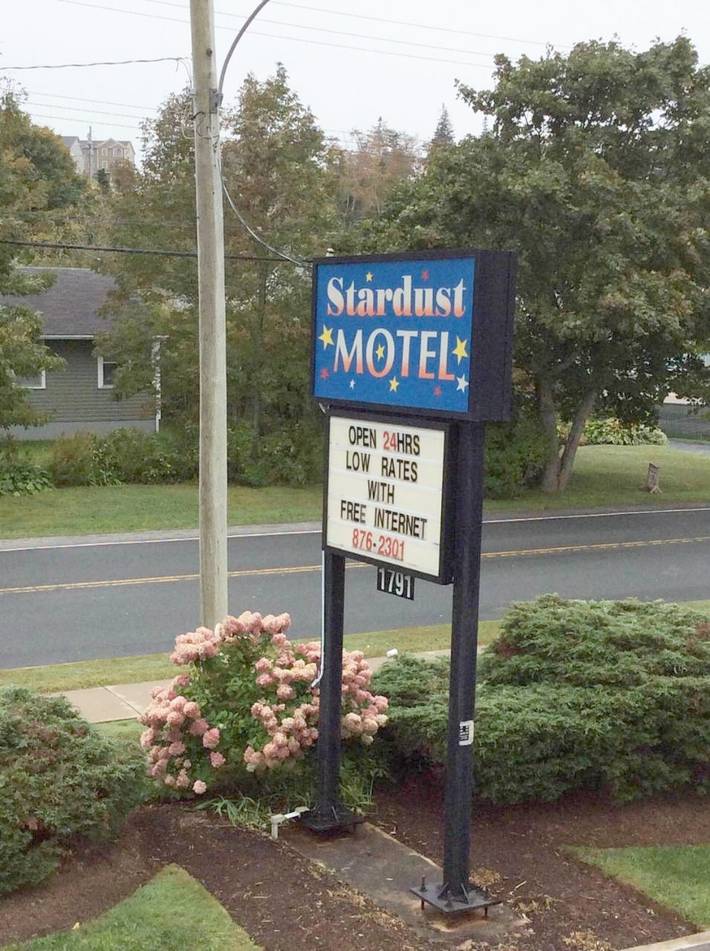 Stardust
MOTEL
OPEN 24HRS
LOW RATES
WITH
FREE INTERNET
876-2301
1791